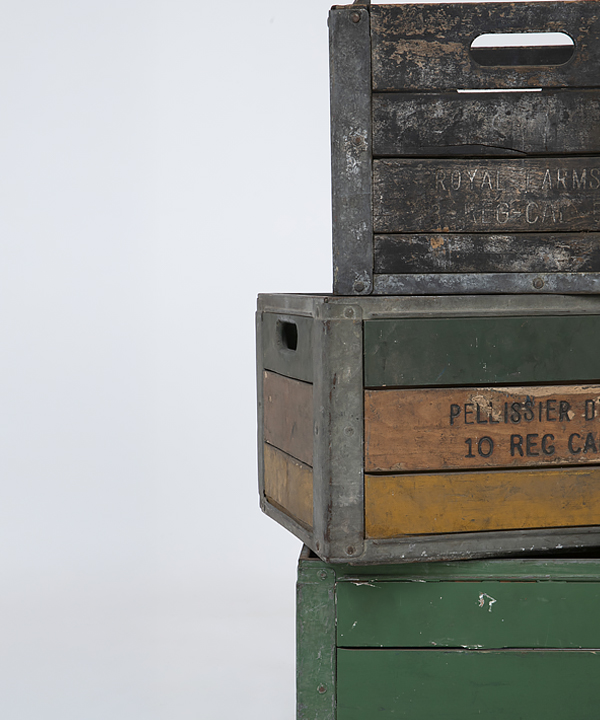 ROYAL FARMS
REG CA
PELLISSIER D
10 REG CA